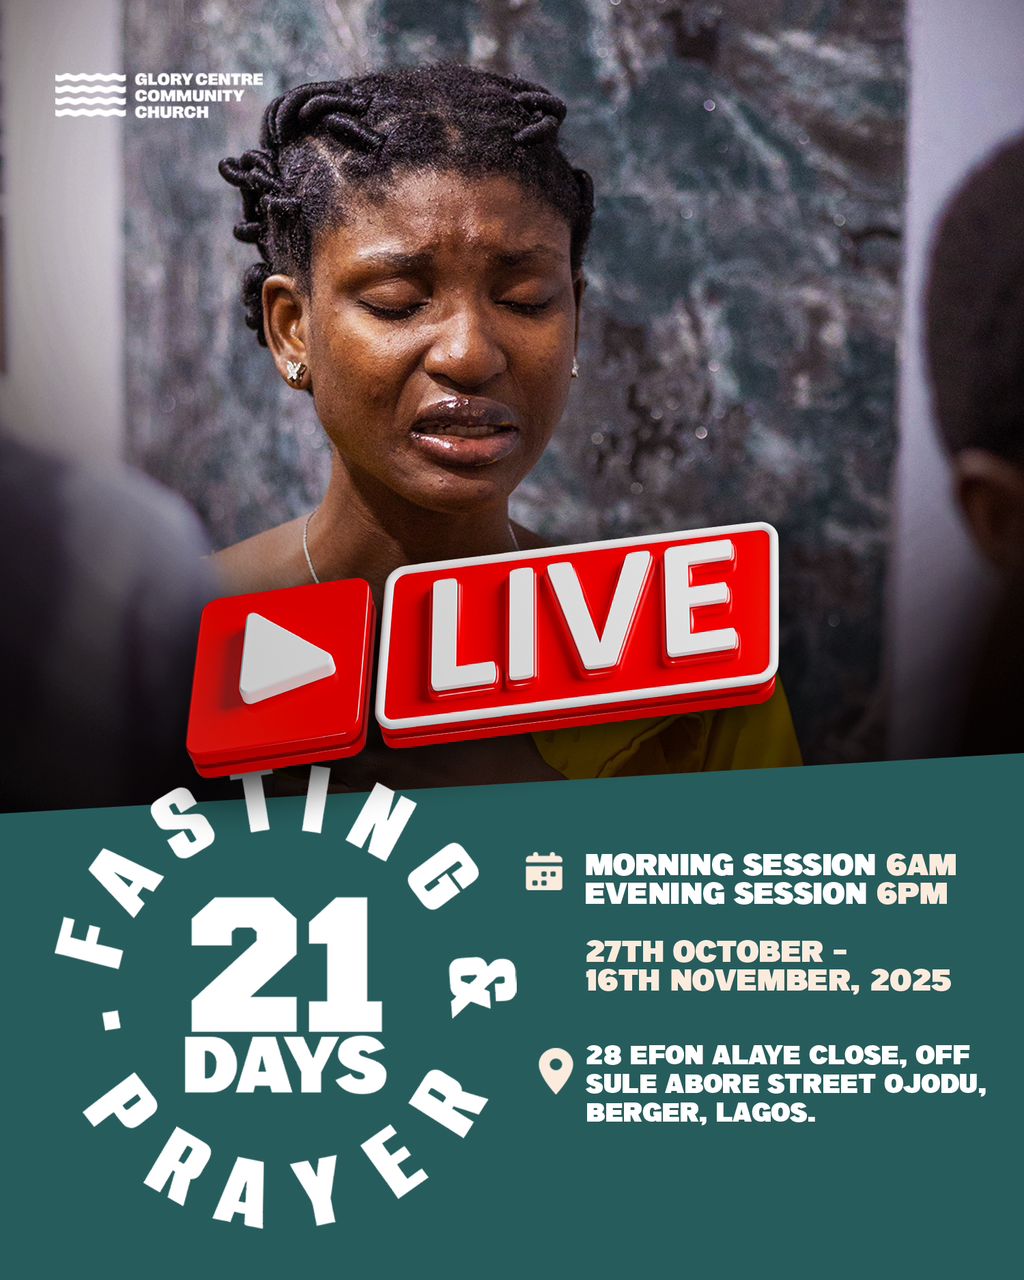 GLORY CENTRE
COMMUNITY
CHURCH
LIVE
FASTING &
PRAYER
21
DAYS
MORNING SESSION 6AM
EVENING SESSION 6PM
27TH OCTOBER –
16TH NOVEMBER, 2025
28 EFON ALAYE CLOSE, OFF
SULE ABORE STREET OJODU,
BERGER, LAGOS.